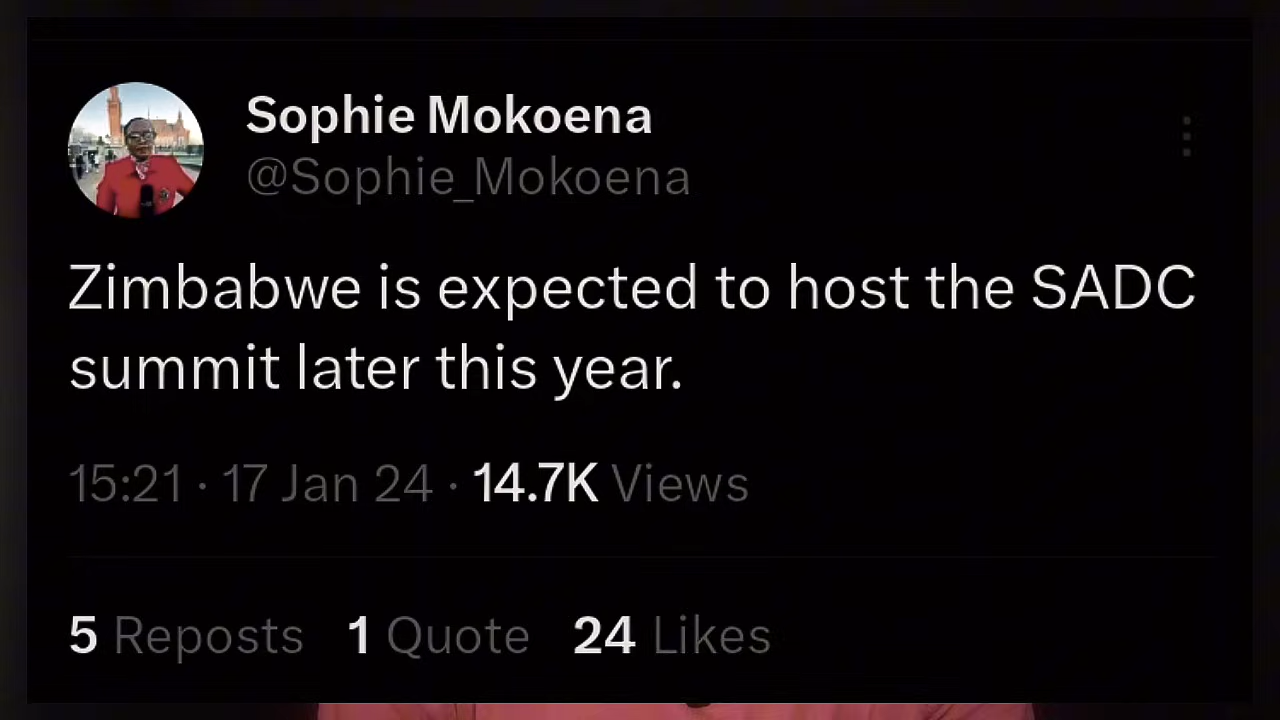 Sophie Mokoena
@Sophie_Mokoena
Zimbabwe is expected to host the SADC
summit later this year.
15:21 · 17 Jan 24 · 14.7K Views
5 Reposts 1 Quote 24 Likes